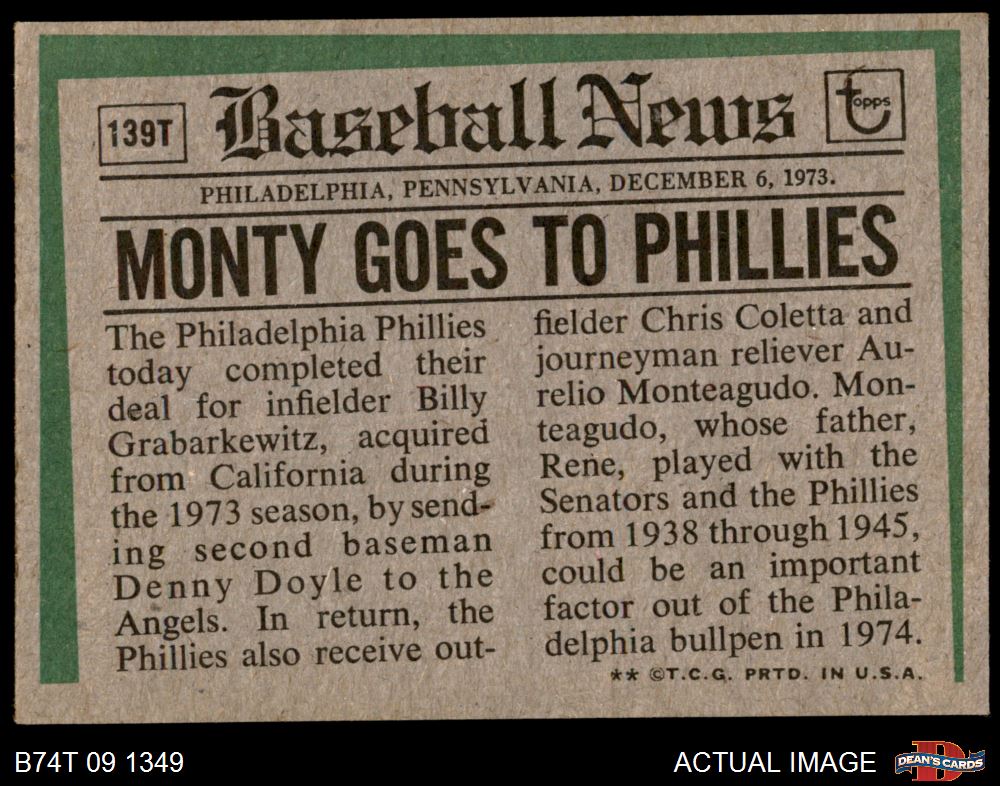 139T
Baseball News
topps
PHILADELPHIA, PENNSYLVANIA, DECEMBER 6, 1973.
MONTY GOES TO PHILLIES
The Philadelphia Phillies
today completed their
deal for infielder Billy
Grabarkewitz, acquired
from California during
the 1973 season, by send-
ing second baseman
Denny Doyle to the
Angels. In return, the
Phillies also receive out-
fielder Chris Coletta and
journeyman reliever Au-
relio Monteagudo. Mon-
teagudo, whose father,
Rene, played with the
Senators and the Phillies
from 1938 through 1945,
could be an important
factor out of the Phila-
delphia bullpen in 1974.
** ©T.C.G. PRTD. IN U.S.A.
B74T 09 1349
ACTUAL IMAGE
DEAN'S CARDS